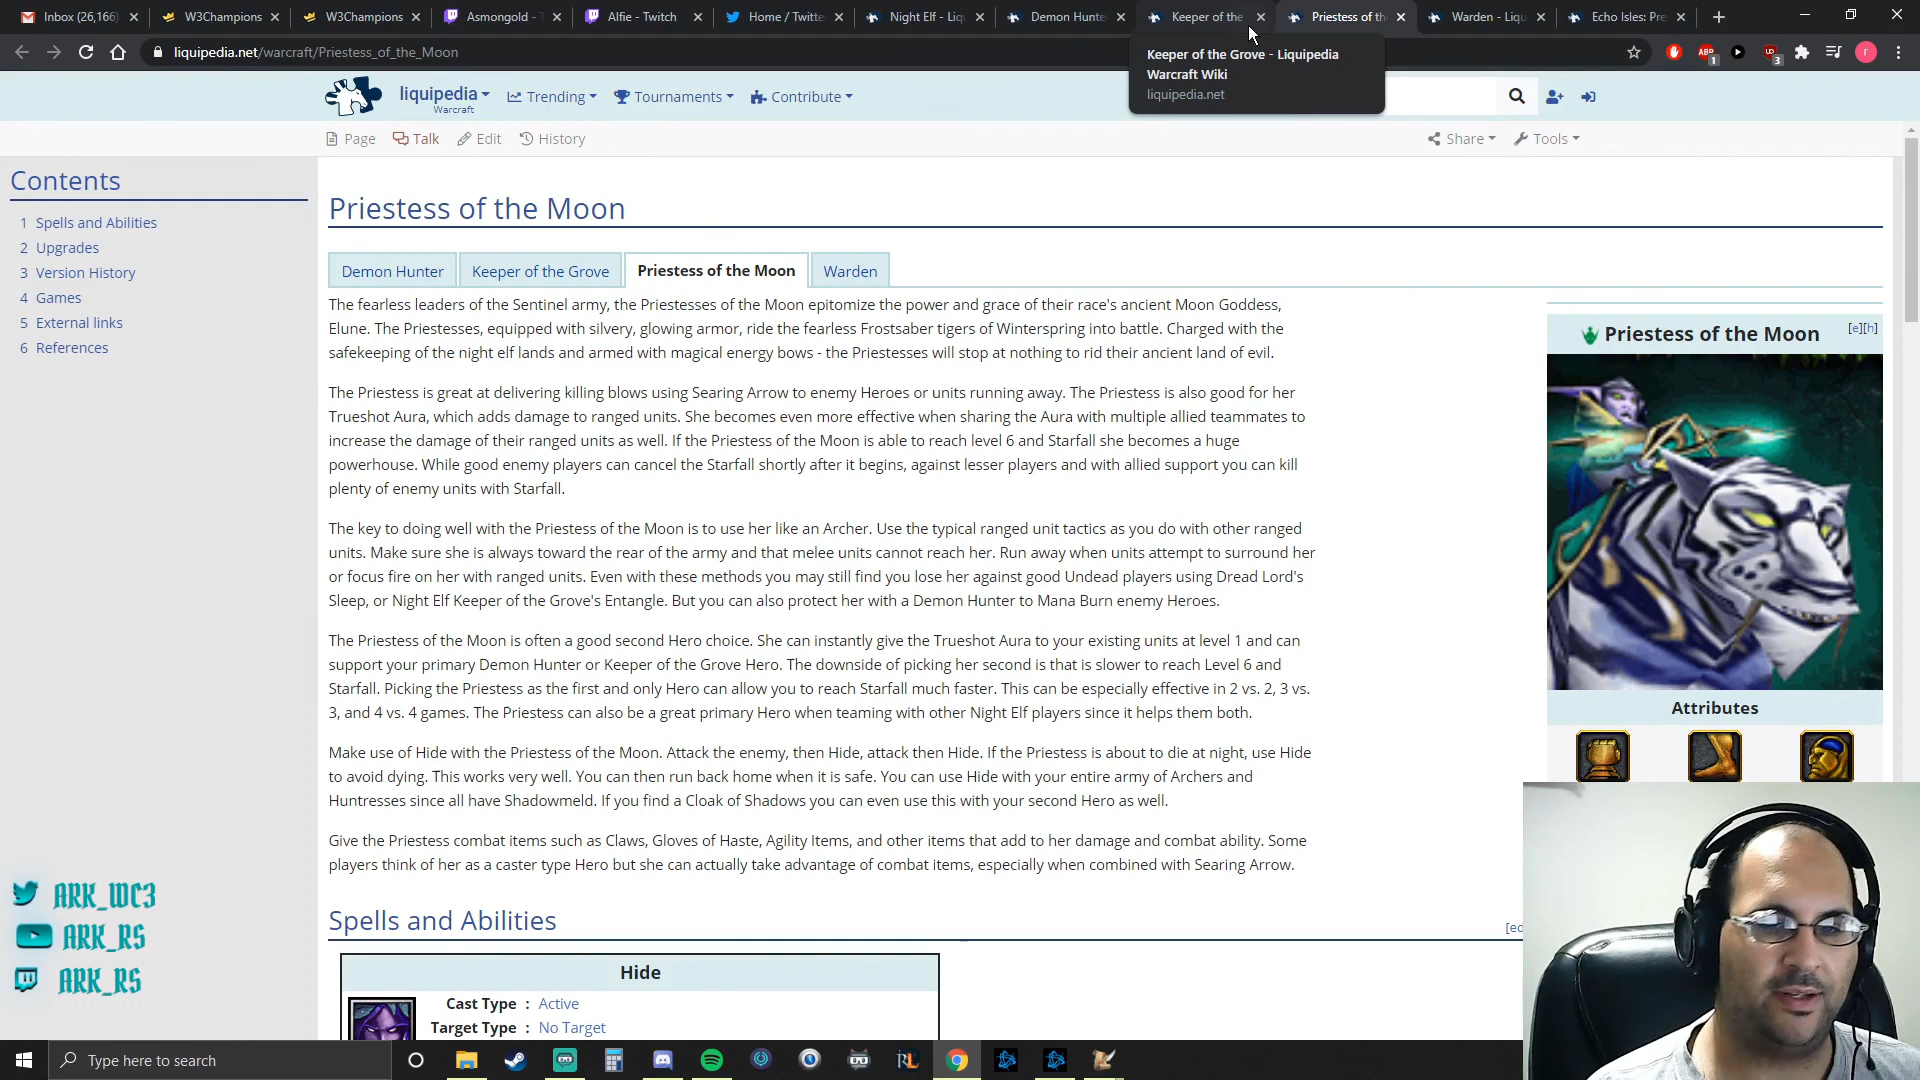 Inbox (26,166)
W3Champions
W3Champions
Asmongold - T
Alfie - Twitch
Home / Twitte
Night Elf - Liq
Demon Hunte
Keeper of the
Priestess of th
Warden - Liqu
Echo Isles: Pre
liquipedia.net/warcraft/Priestess_of_the_Moon
ABP
1
UD
3
r
Keeper of the Grove - Liquipedia
Warcraft Wiki
liquipedia.net
liquipedia
Warcraft
Trending
Tournaments
Contribute
Page
Talk
Edit
History
Share
Tools
Contents
1 Spells and Abilities
2 Upgrades
3 Version History
4 Games
5 External links
6 References
Priestess of the Moon
Demon Hunter
Keeper of the Grove
Priestess of the Moon
Warden
The fearless leaders of the Sentinel army, the Priestesses of the Moon epitomize the power and grace of their race's ancient Moon Goddess,
Elune. The Priestesses, equipped with silvery, glowing armor, ride the fearless Frostsaber tigers of Winterspring into battle. Charged with the
safekeeping of the night elf lands and armed with magical energy bows - the Priestesses will stop at nothing to rid their ancient land of evil.
The Priestess is great at delivering killing blows using Searing Arrow to enemy Heroes or units running away. The Priestess is also good for her
Trueshot Aura, which adds damage to ranged units. She becomes even more effective when sharing the Aura with multiple allied teammates to
increase the damage of their ranged units as well. If the Priestess of the Moon is able to reach level 6 and Starfall she becomes a huge
powerhouse. While good enemy players can cancel the Starfall shortly after it begins, against lesser players and with allied support you can kill
plenty of enemy units with Starfall.
The key to doing well with the Priestess of the Moon is to use her like an Archer. Use the typical ranged unit tactics as you do with other ranged
units. Make sure she is always toward the rear of the army and that melee units cannot reach her. Run away when units attempt to surround her
or focus fire on her with ranged units. Even with these methods you may still find you lose her against good Undead players using Dread Lord's
Sleep, or Night Elf Keeper of the Grove's Entangle. But you can also protect her with a Demon Hunter to Mana Burn enemy Heroes.
The Priestess of the Moon is often a good second Hero choice. She can instantly give the Trueshot Aura to your existing units at level 1 and can
support your primary Demon Hunter or Keeper of the Grove Hero. The downside of picking her second is that is slower to reach Level 6 and
Starfall. Picking the Priestess as the first and only Hero can allow you to reach Starfall much faster. This can be especially effective in 2 vs. 2, 3 vs.
3, and 4 vs. 4 games. The Priestess can also be a great primary Hero when teaming with other Night Elf players since it helps them both.
Make use of Hide with the Priestess of the Moon. Attack the enemy, then Hide, attack then Hide. If the Priestess is about to die at night, use Hide
to avoid dying. This works very well. You can then run back home when it is safe. You can use Hide with your entire army of Archers and
Huntresses since all have Shadowmeld. If you find a Cloak of Shadows you can even use this with your second Hero as well.
Give the Priestess combat items such as Claws, Gloves of Haste, Agility Items, and other items that add to her damage and combat ability. Some
players think of her as a caster type Hero but she can actually take advantage of combat items, especially when combined with Searing Arrow.
Priestess of the Moon
[e][h]
Attributes
Spells and Abilities
[ed
Hide
Cast Type : Active
Target Type : No Target
ARK_WC3
ARK_RS
ARK_RS
Type here to search